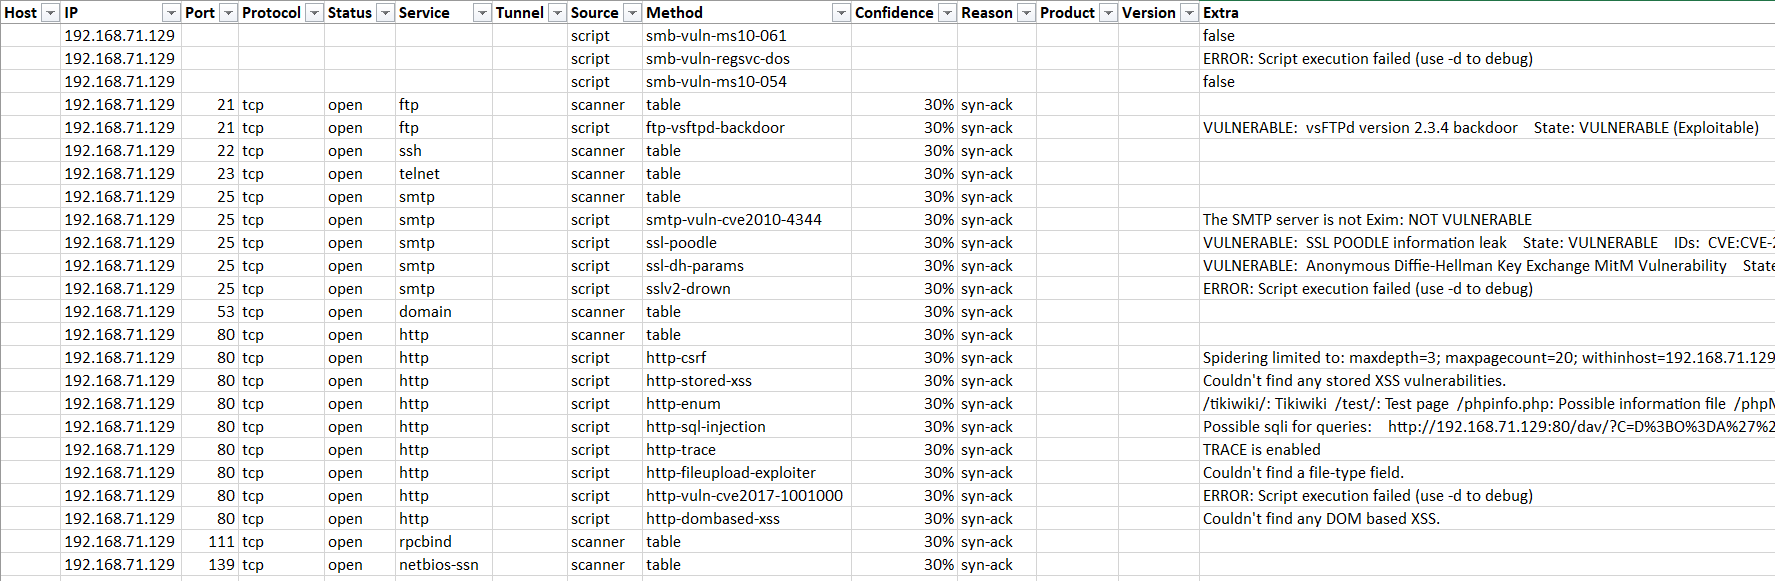 Host IP Port Protocol Status Service Tunnel Source Method Confidence Reason Product Version Extra
192.168.71.129 script smb-vuln-ms10-061 false
192.168.71.129 script smb-vuln-regsvc-dos ERROR: Script execution failed (use -d to debug)
192.168.71.129 script smb-vuln-ms10-054 false
192.168.71.129 21 tcp open ftp scanner table 30% syn-ack
192.168.71.129 21 tcp open ftp script ftp-vsftpd-backdoor 30% syn-ack VULNERABLE: vsFTPd version 2.3.4 backdoor State: VULNERABLE (Exploitable)
192.168.71.129 22 tcp open ssh scanner table 30% syn-ack
192.168.71.129 23 tcp open telnet scanner table 30% syn-ack
192.168.71.129 25 tcp open smtp scanner table 30% syn-ack
192.168.71.129 25 tcp open smtp script smtp-vuln-cve2010-4344 30% syn-ack The SMTP server is not Exim: NOT VULNERABLE
192.168.71.129 25 tcp open smtp script ssl-poodle 30% syn-ack VULNERABLE: SSL POODLE information leak State: VULNERABLE IDs: CVE:CVE-2
192.168.71.129 25 tcp open smtp script ssl-dh-params 30% syn-ack VULNERABLE: Anonymous Diffie-Hellman Key Exchange MitM Vulnerability State
192.168.71.129 25 tcp open smtp script sslv2-drown 30% syn-ack ERROR: Script execution failed (use -d to debug)
192.168.71.129 53 tcp open domain scanner table 30% syn-ack
192.168.71.129 80 tcp open http scanner table 30% syn-ack
192.168.71.129 80 tcp open http script http-csrf 30% syn-ack Spidering limited to: maxdepth=3; maxpagecount=20; withinhost=192.168.71.129
192.168.71.129 80 tcp open http script http-stored-xss 30% syn-ack Couldn't find any stored XSS vulnerabilities.
192.168.71.129 80 tcp open http script http-enum 30% syn-ack /tikiwiki/: Tikiwiki /test/: Test page /phpinfo.php: Possible information file /phpM
192.168.71.129 80 tcp open http script http-sql-injection 30% syn-ack Possible sqli for queries: http://192.168.71.129:80/dav/?C=D%3BO%3DA%27%2
192.168.71.129 80 tcp open http script http-trace 30% syn-ack TRACE is enabled
192.168.71.129 80 tcp open http script http-fileupload-exploiter 30% syn-ack Couldn't find a file-type field.
192.168.71.129 80 tcp open http script http-vuln-cve2017-1001000 30% syn-ack ERROR: Script execution failed (use -d to debug)
192.168.71.129 80 tcp open http script http-dombased-xss 30% syn-ack Couldn't find any DOM based XSS.
192.168.71.129 111 tcp open rpcbind scanner table 30% syn-ack
192.168.71.129 139 tcp open netbios-ssn scanner table 30% syn-ack